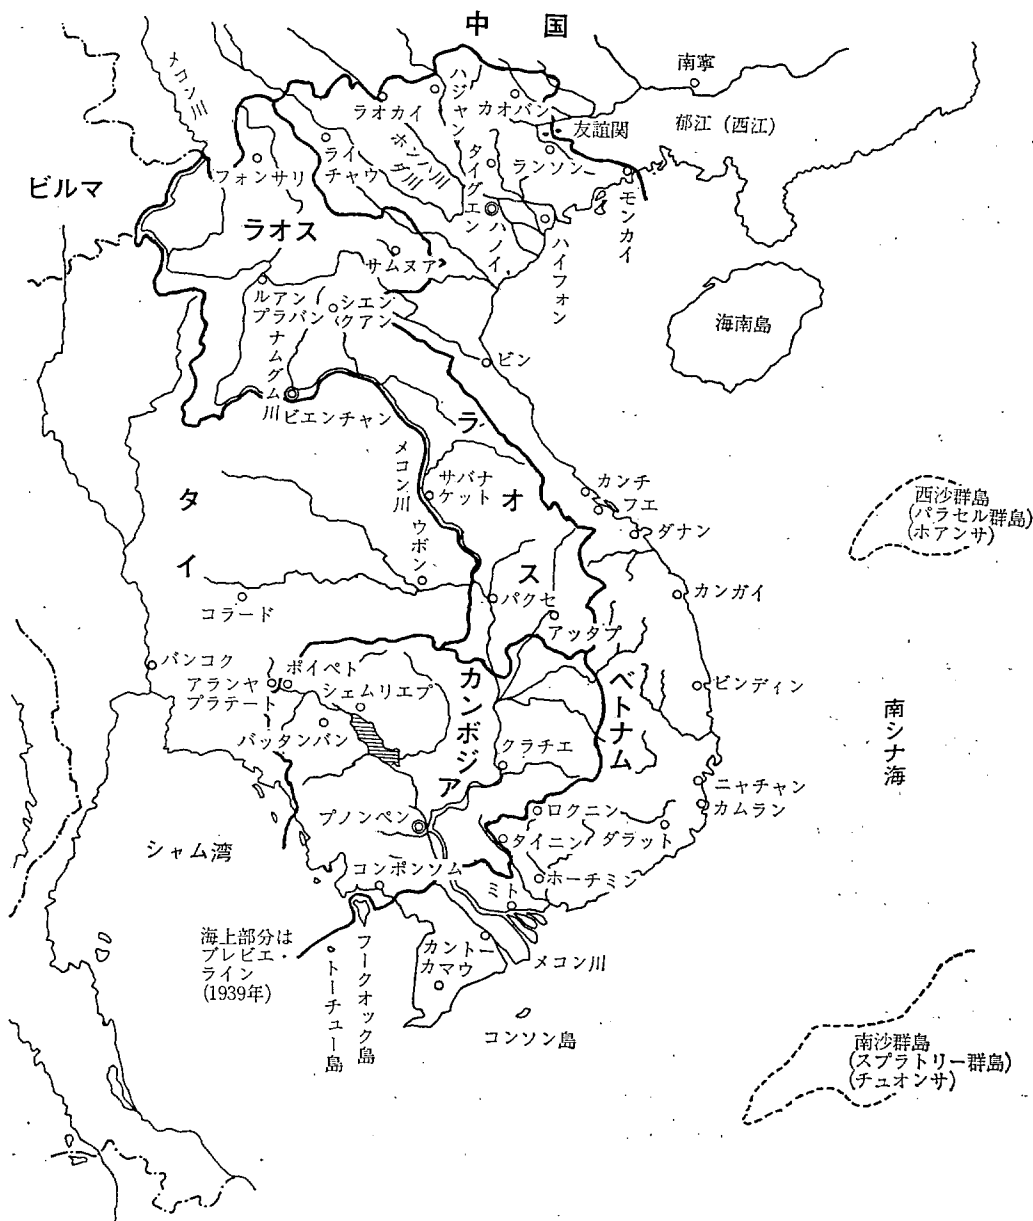 中国
南寧
メコン川
ラオカイ
ハジャン
カオバン
友誼関
郁江(西江)
ライチャウ
ホンハ川
ダ川
タイグエン
ランソン
フォンサリ
ビルマ
ラオス
ハノイ
ハイフォン
モンカイ
サムヌア
ルアン
プラバン
シエン
クアン
海南島
ナムグム川
ビン
ビエンチャン
ラオス
メコン川
サバナ
ケット
カンチ
フエ
西沙群島
(パラセル群島)
(ホアンサ)
タイ
ウボン
ダナン
コラード
パクセ
カンガイ
アッタプ
バンコク
ポイペト
アランヤ
プラテート
シェムリエプ
カンボジア
ベトナム
ビンディン
南シナ海
バッタンバン
クラチエ
ニャチャン
カムラン
プノンペン
ロクニン
タイニン
ダラット
シャム湾
コンポンソム
ホーチミン
ミト
海上部分は
ブレビエ・
ライン
(1939年)
フークオック島
トーチュー島
カントー
カマウ
メコン川
コンソン島
南沙群島
(スプラトリー群島)
(チュオンサ)